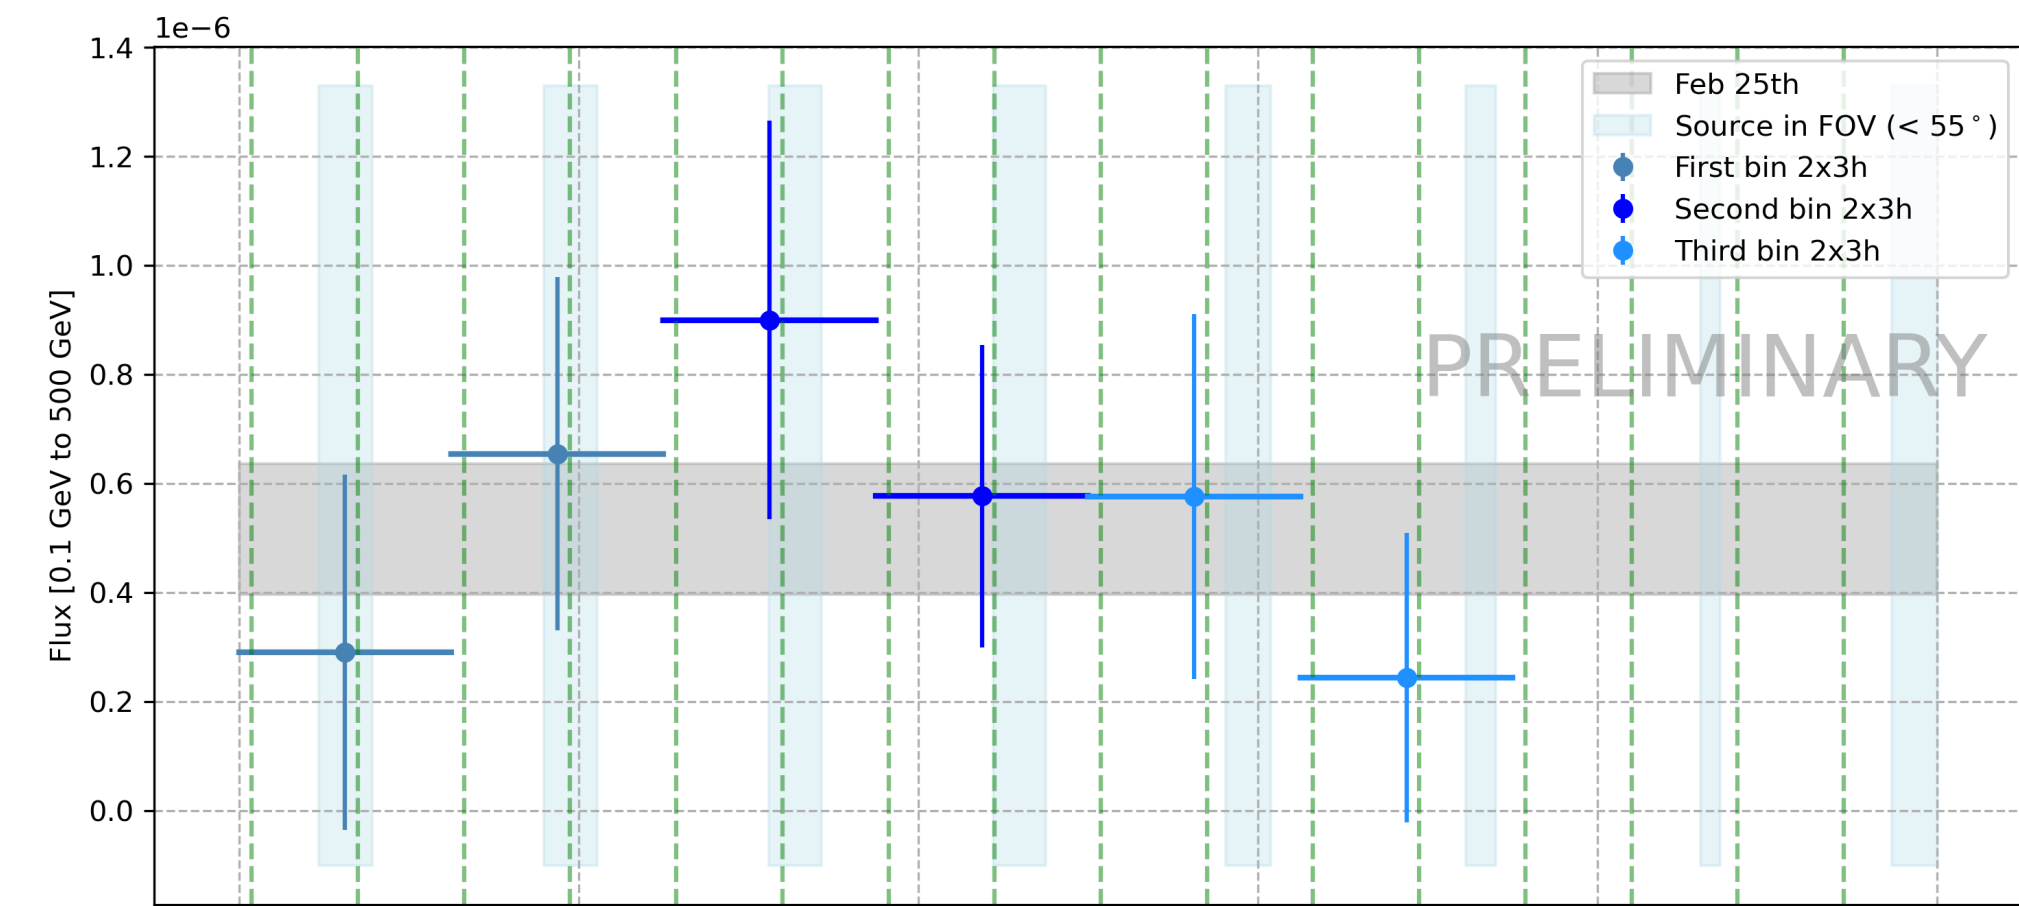 1e−6
1.4
1.2
1.0
0.8
0.6
0.4
0.2
0.0
Flux [0.1 GeV to 500 GeV]
Feb 25th
Source in FOV (< 55°)
First bin 2x3h
Second bin 2x3h
Third bin 2x3h
PRELIMINARY